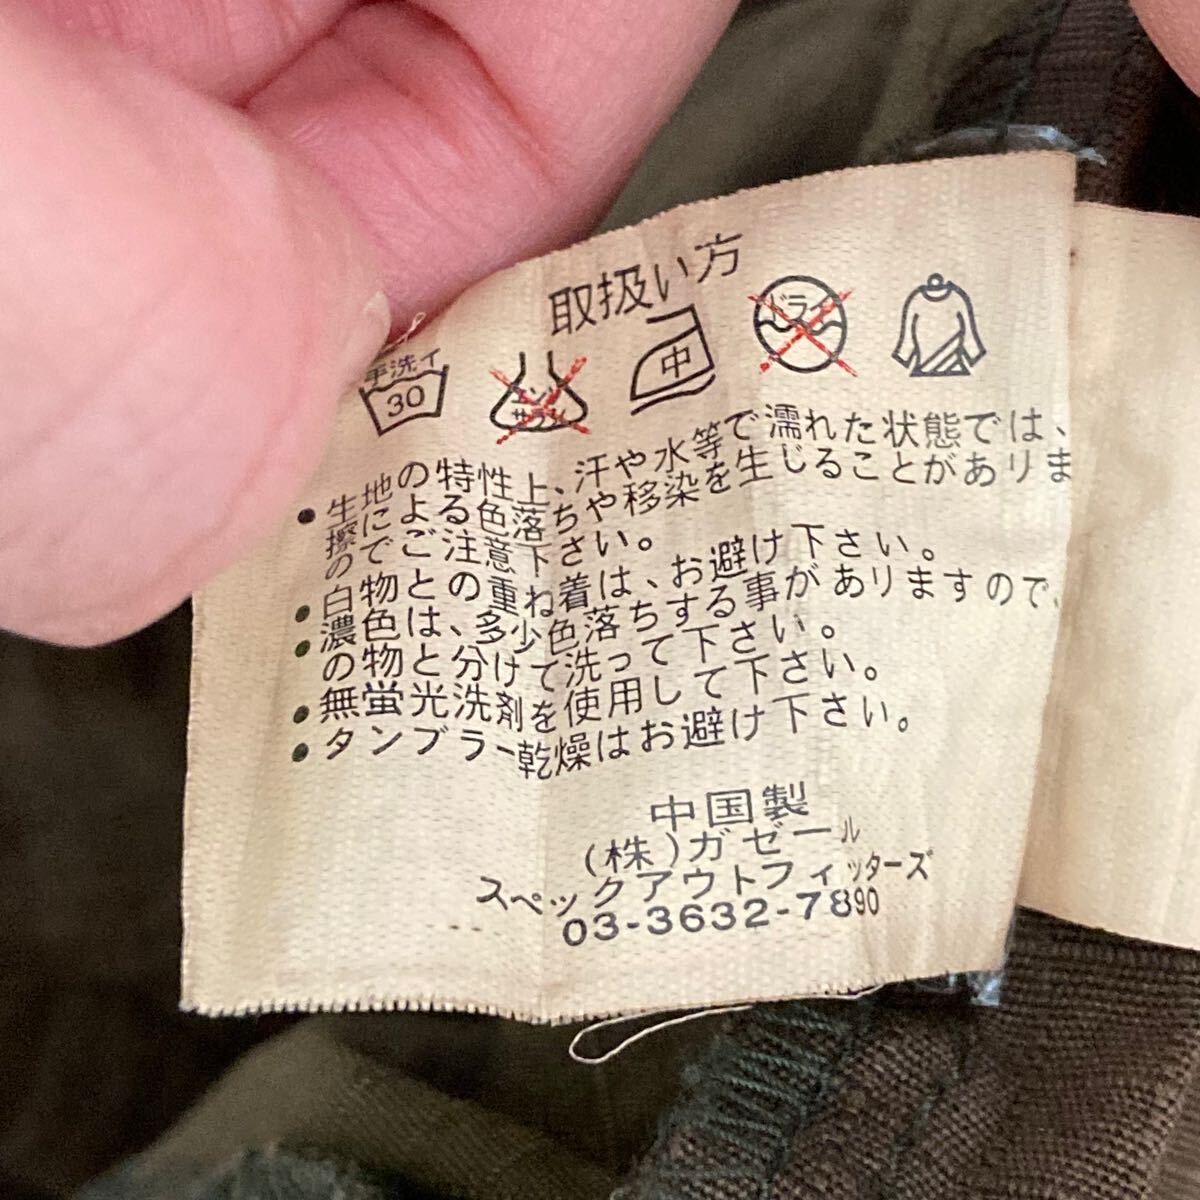 取扱い方
手洗イ
30
エンソ
サラシ
中
ドライ
• 生地の特性上、汗や水等で濡れた状態では、
擦による色落ちや移染を生じることがありま
のでご注意下さい。
• 白物との重ね着は、お避け下さい。
• 濃色は、多少色落ちする事がありますので、
の物と分けて洗って下さい。
• 無蛍光洗剤を使用して下さい。
• タンブラー乾燥はお避け下さい。
中国製
(株)ガゼール
スペックアウトフィッターズ
03-3632-7890